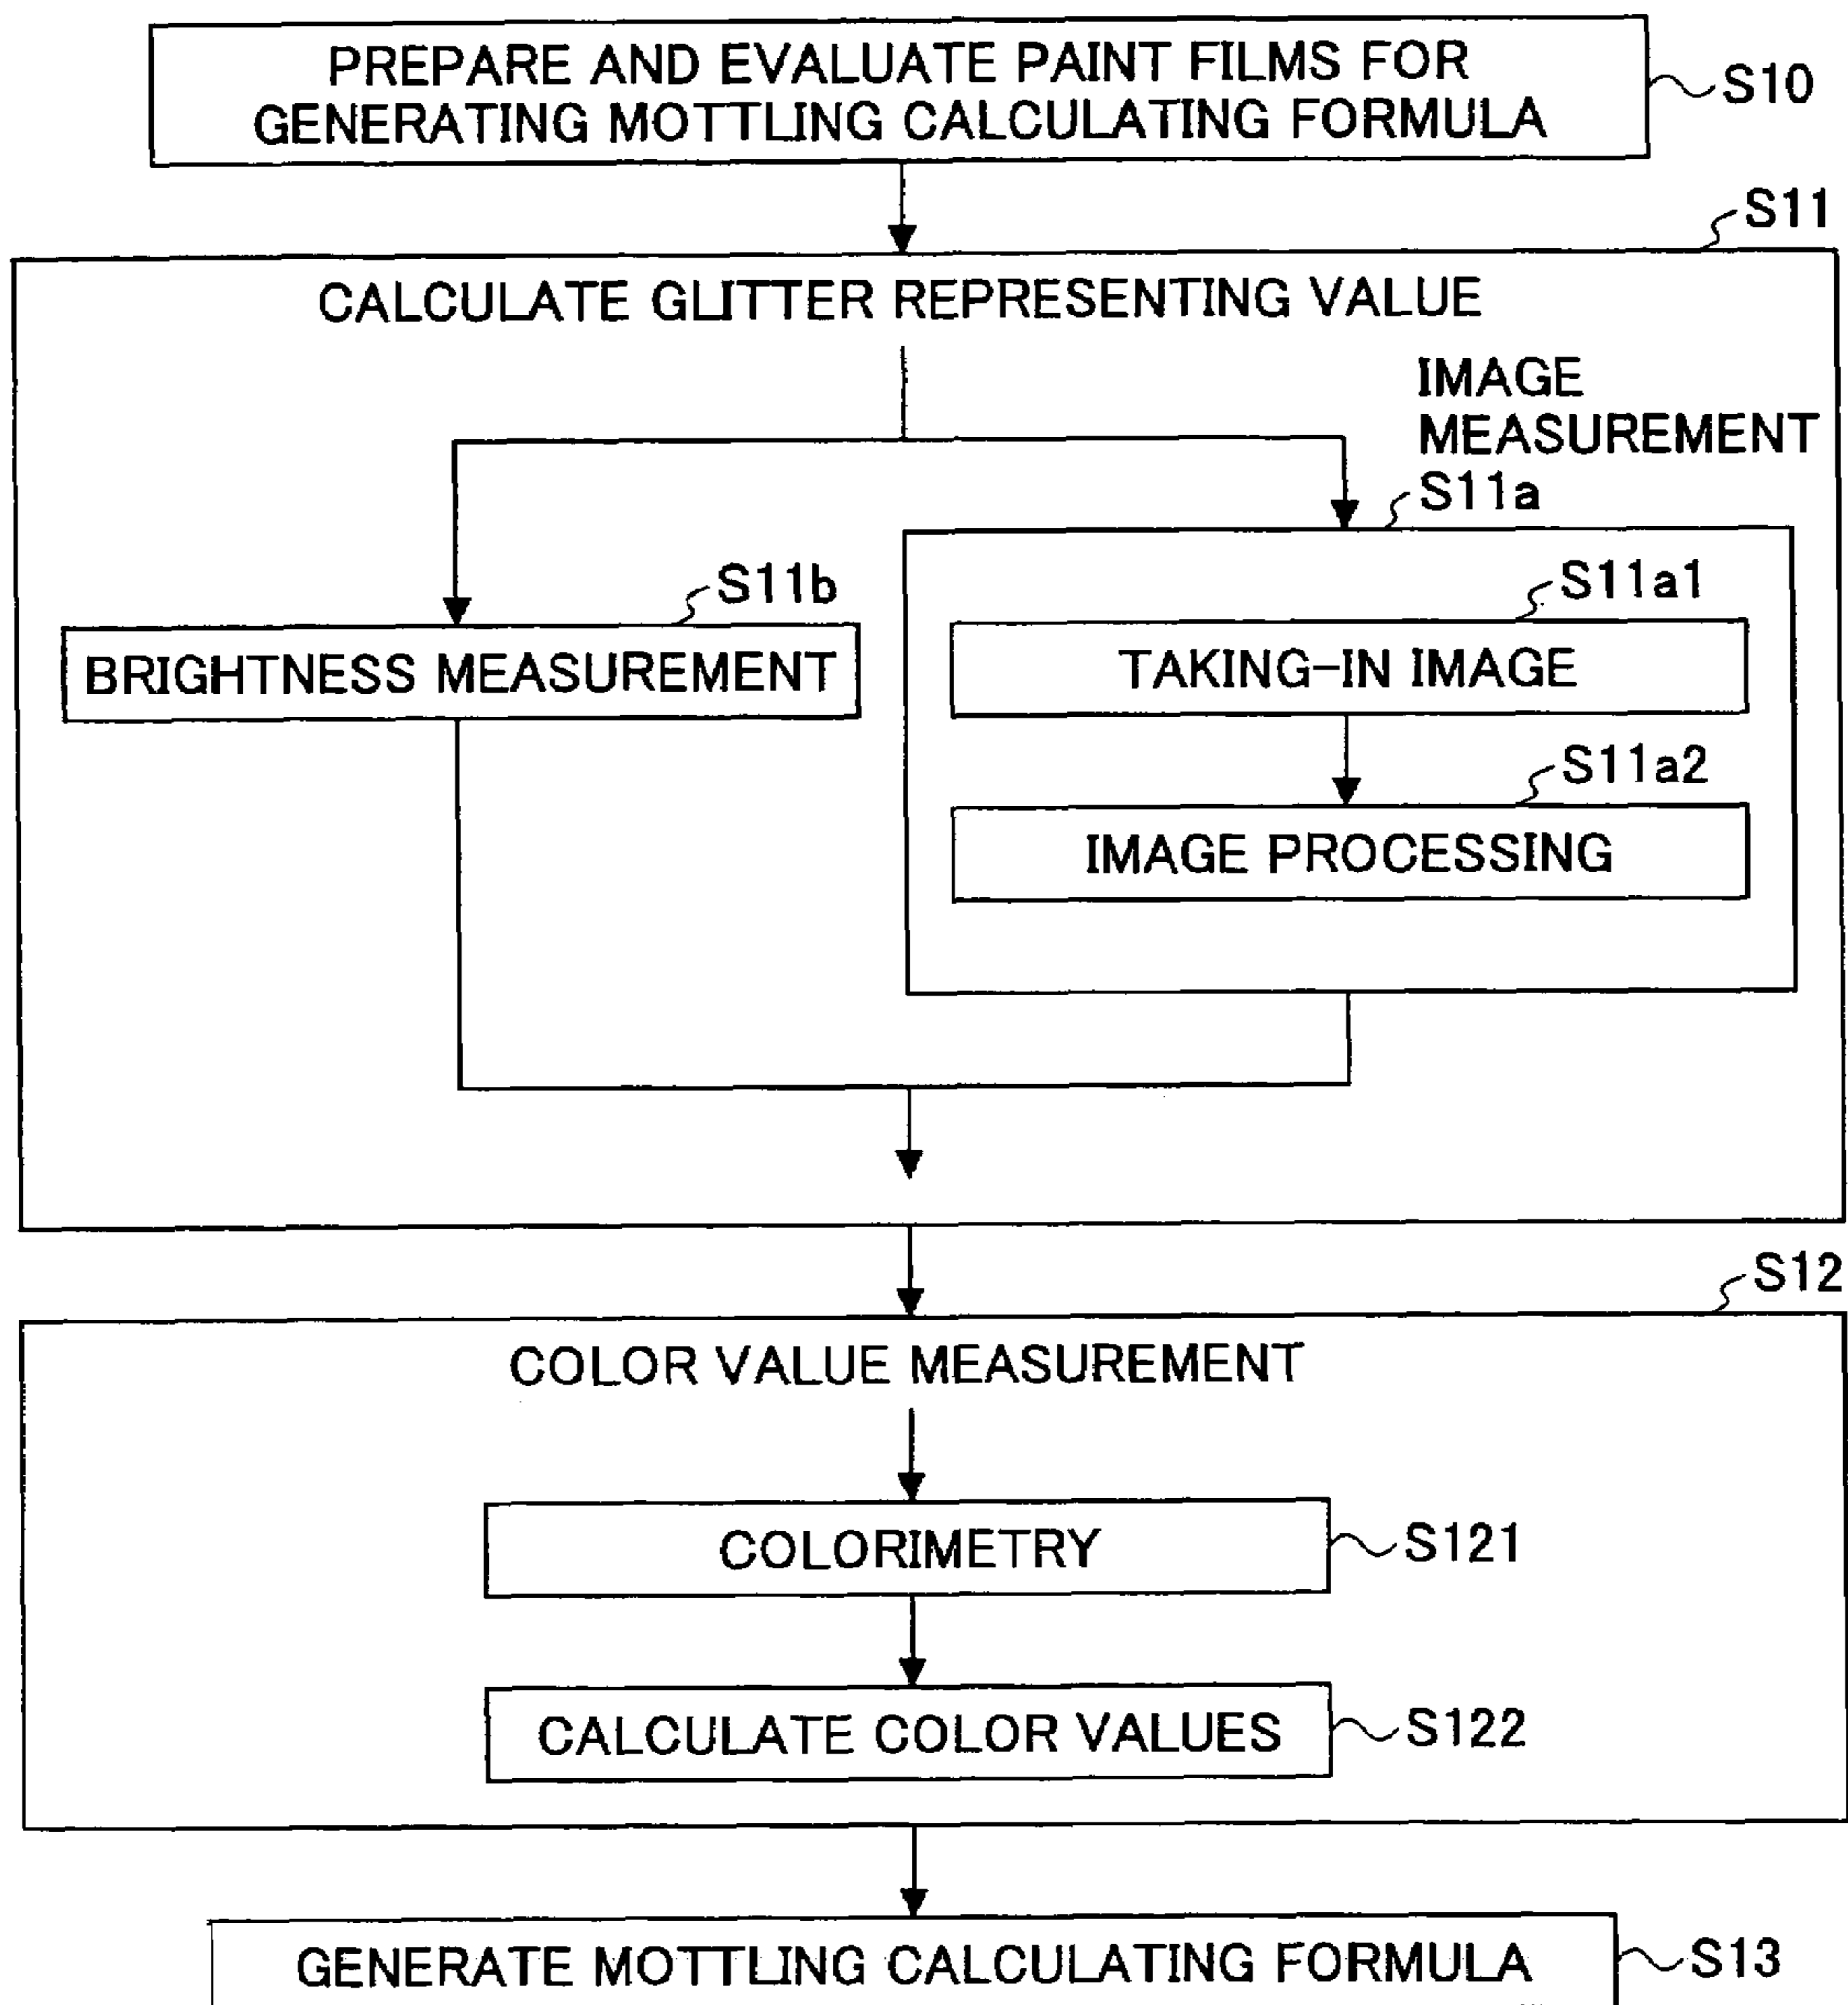 PREPARE AND EVALUATE PAINT FILMS FOR
GENERATING MOTTLING CALCULATING FORMULA
S10
S11
CALCULATE GLITTER REPRESENTING VALUE
IMAGE
MEASUREMENT
S11a
S11b
BRIGHTNESS MEASUREMENT
S11a1
TAKING-IN IMAGE
S11a2
IMAGE PROCESSING
S12
COLOR VALUE MEASUREMENT
COLORIMETRY
S121
CALCULATE COLOR VALUES
S122
GENERATE MOTTLING CALCULATING FORMULA
S13